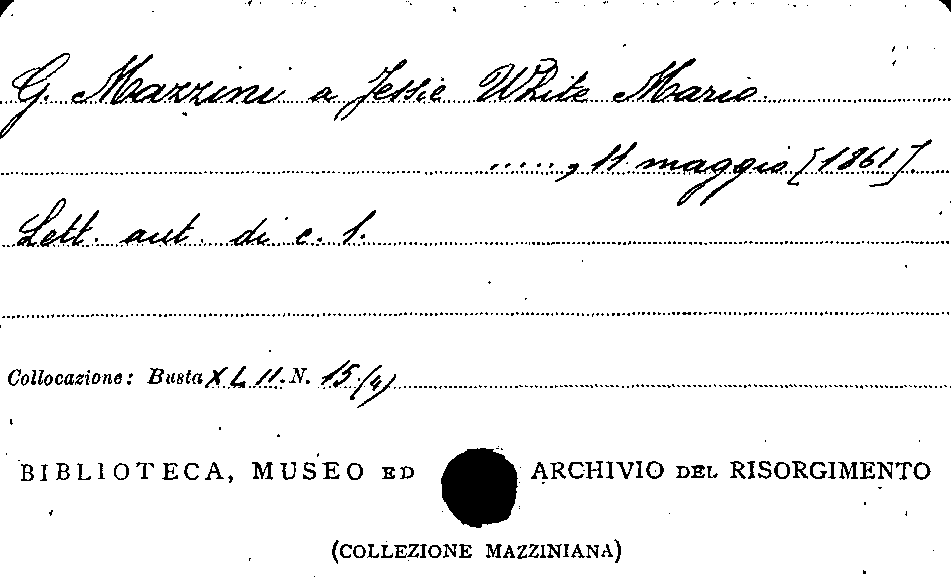 G. Mazzini a Jessie White Mario.
....., 11 maggio [1861].
Lett. aut. di c. 1.
Collocazione: Busta XLII. N. 15 (4)
BIBLIOTECA, MUSEO ED ARCHIVIO DEL RISORGIMENTO
(COLLEZIONE MAZZINIANA)